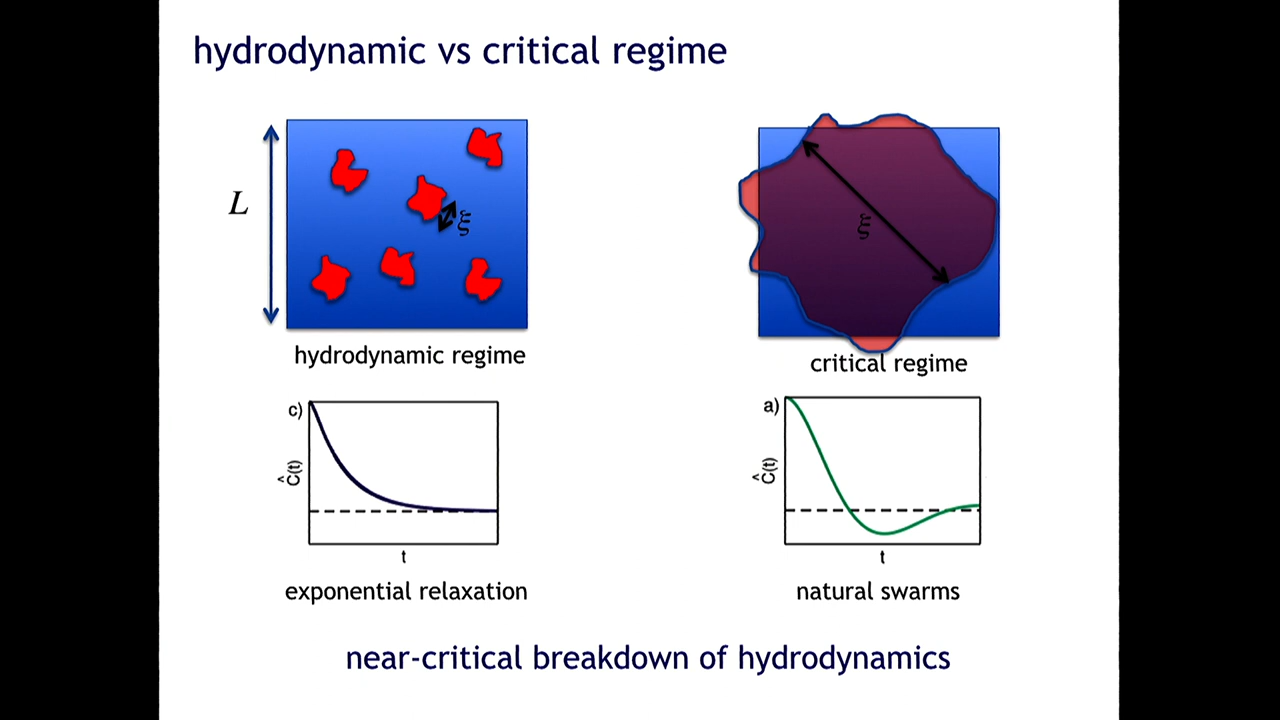 hydrodynamic vs critical regime
L
ξ
ξ
hydrodynamic regime
critical regime
c)
Ĉ(t)
t
a)
Ĉ(t)
t
exponential relaxation
natural swarms
near-critical breakdown of hydrodynamics